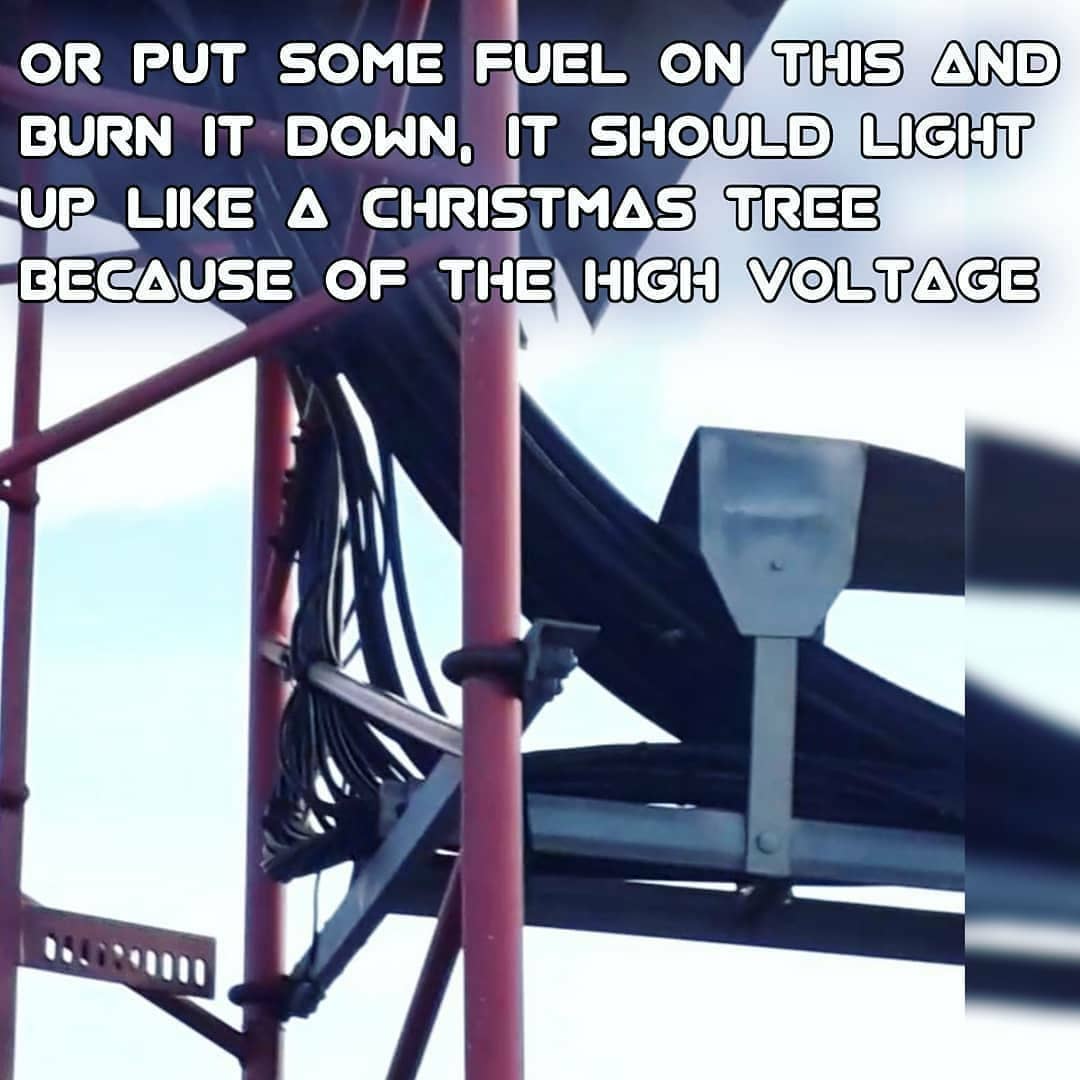 OR PUT SOME FUEL ON THIS AND
BURN IT DOWN, IT SHOULD LIGHT
UP LIKE A CHRISTMAS TREE
BECAUSE OF THE HIGH VOLTAGE